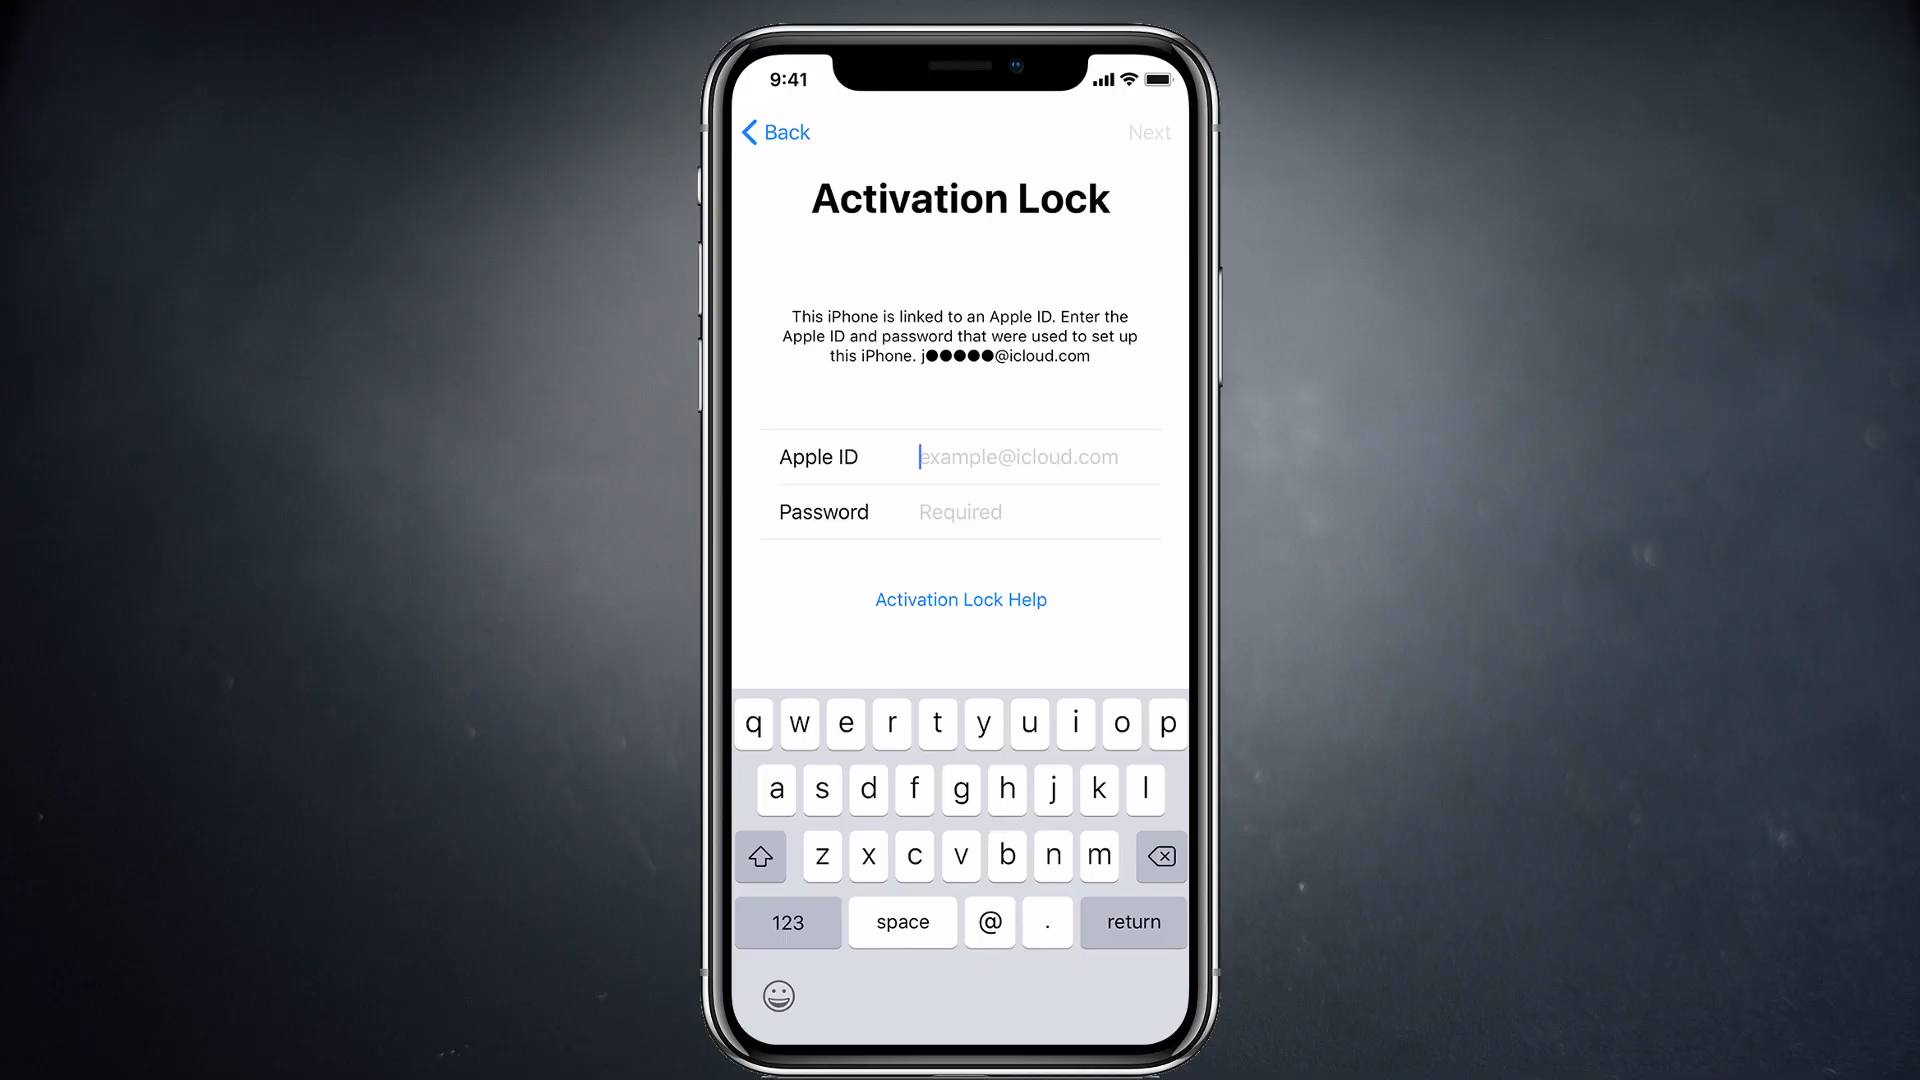 9:41
Back
Next
Activation Lock
This iPhone is linked to an Apple ID. Enter the
Apple ID and password that were used to set up
this iPhone. j●●●●●@icloud.com
Apple ID example@icloud.com
Password Required
Activation Lock Help
q w e r t y u i o p
a s d f g h j k l
z x c v b n m
123 space @ . return